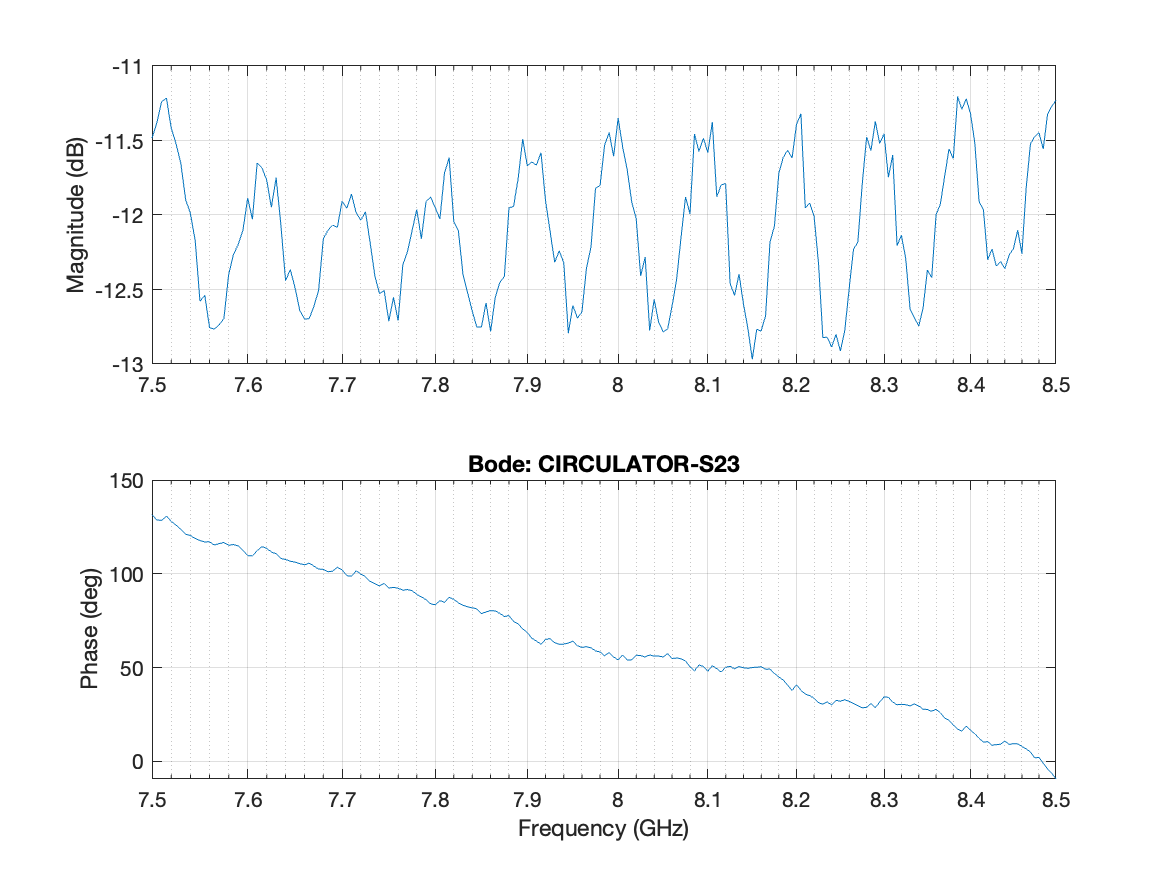 -11
-11.5
-12
-12.5
-13
Magnitude (dB)
7.5 7.6 7.7 7.8 7.9 8 8.1 8.2 8.3 8.4 8.5
Bode: CIRCULATOR-S23
150
100
50
0
Phase (deg)
7.5 7.6 7.7 7.8 7.9 8 8.1 8.2 8.3 8.4 8.5
Frequency (GHz)